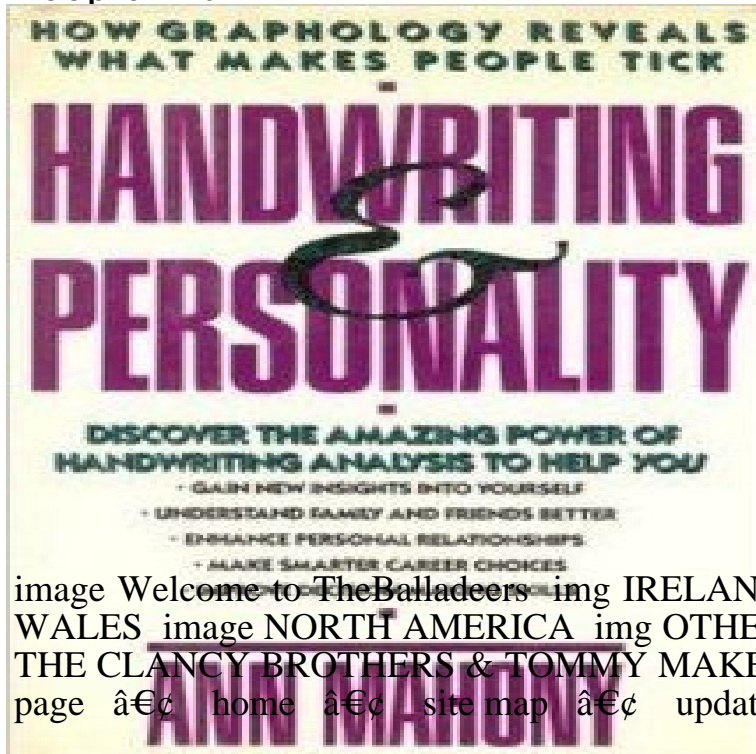 HOW GRAPHOLOGY REVEALS
WHAT MAKES PEOPLE TICK
HANDWRITING
&
PERSONALITY
DISCOVER THE AMAZING POWER OF
HANDWRITING ANALYSIS TO HELP YOU
· GAIN NEW INSIGHTS INTO YOURSELF
· UNDERSTAND FAMILY AND FRIENDS BETTER
· ENHANCE PERSONAL RELATIONSHIPS
· MAKE SMARTER CAREER CHOICES
image Welcome to TheBalladeers img IRELAN
WALES image NORTH AMERICA img OTHE
THE CLANCY BROTHERS & TOMMY MAKE
page â€¢ home â€¢ site map â€¢ updat
ANN MAHONY